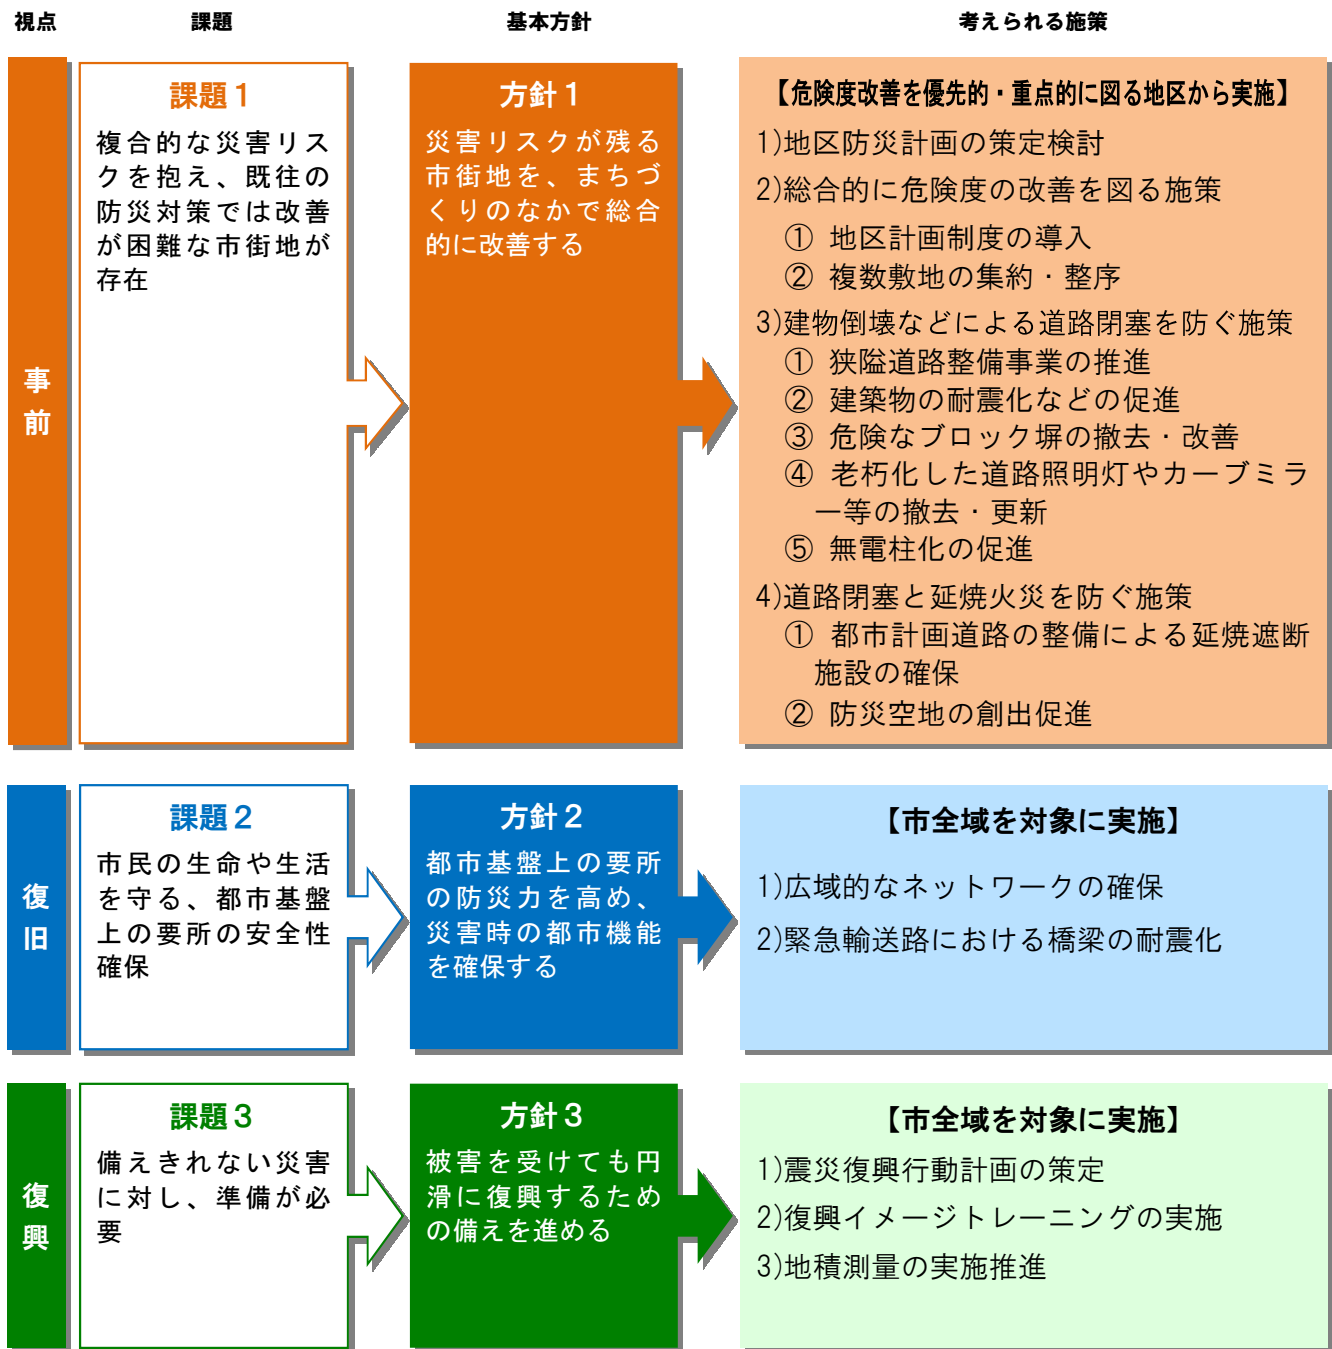 視点 課題 基本方針 考えられる施策
事前
課題１
複合的な災害リス
クを抱え、既往の
防災対策では改善
が困難な市街地が
存在
方針１
災害リスクが残る
市街地を、まちづ
くりのなかで総合
的に改善する
【危険度改善を優先的・重点的に図る地区から実施】
1)地区防災計画の策定検討
2)総合的に危険度の改善を図る施策
① 地区計画制度の導入
② 複数敷地の集約・整序
3)建物倒壊などによる道路閉塞を防ぐ施策
① 狭隘道路整備事業の推進
② 建築物の耐震化などの促進
③ 危険なブロック塀の撤去・改善
④ 老朽化した道路照明灯やカーブミラ
ー等の撤去・更新
⑤ 無電柱化の促進
4)道路閉塞と延焼火災を防ぐ施策
① 都市計画道路の整備による延焼遮断
施設の確保
② 防災空地の創出促進
復旧
課題２
市民の生命や生活
を守る、都市基盤
上の要所の安全性
確保
方針２
都市基盤上の要所
の防災力を高め、
災害時の都市機能
を確保する
【市全域を対象に実施】
1)広域的なネットワークの確保
2)緊急輸送路における橋梁の耐震化
復興
課題３
備えきれない災害
に対し、準備が必
要
方針３
被害を受けても円
滑に復興するため
の備えを進める
【市全域を対象に実施】
1)震災復興行動計画の策定
2)復興イメージトレーニングの実施
3)地積測量の実施推進